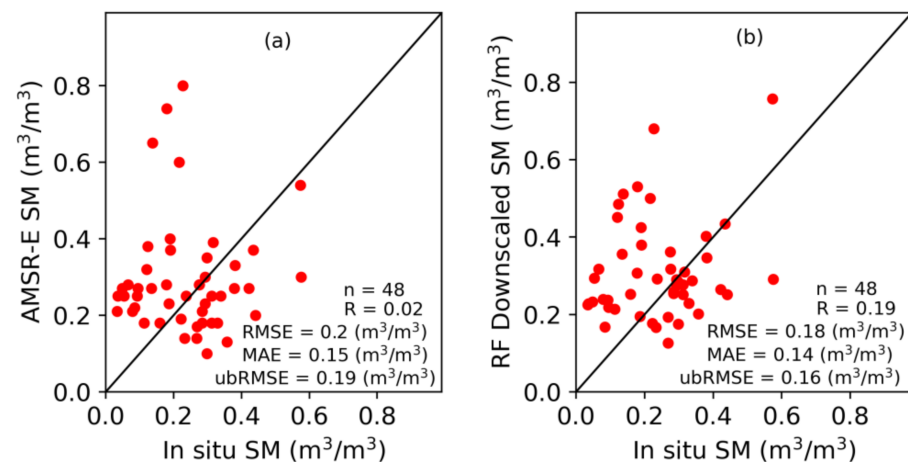 (a)
AMSR-E SM (m³/m³)
0.8
0.6
0.4
0.2
0.0
n = 48
R = 0.02
RMSE = 0.2 (m³/m³)
MAE = 0.15 (m³/m³)
ubRMSE = 0.19 (m³/m³)
0.0 0.2 0.4 0.6 0.8
In situ SM (m³/m³)
(b)
RF Downscaled SM (m³/m³)
0.8
0.6
0.4
0.2
0.0
n = 48
R = 0.19
RMSE = 0.18 (m³/m³)
MAE = 0.14 (m³/m³)
ubRMSE = 0.16 (m³/m³)
0.0 0.2 0.4 0.6 0.8
In situ SM (m³/m³)